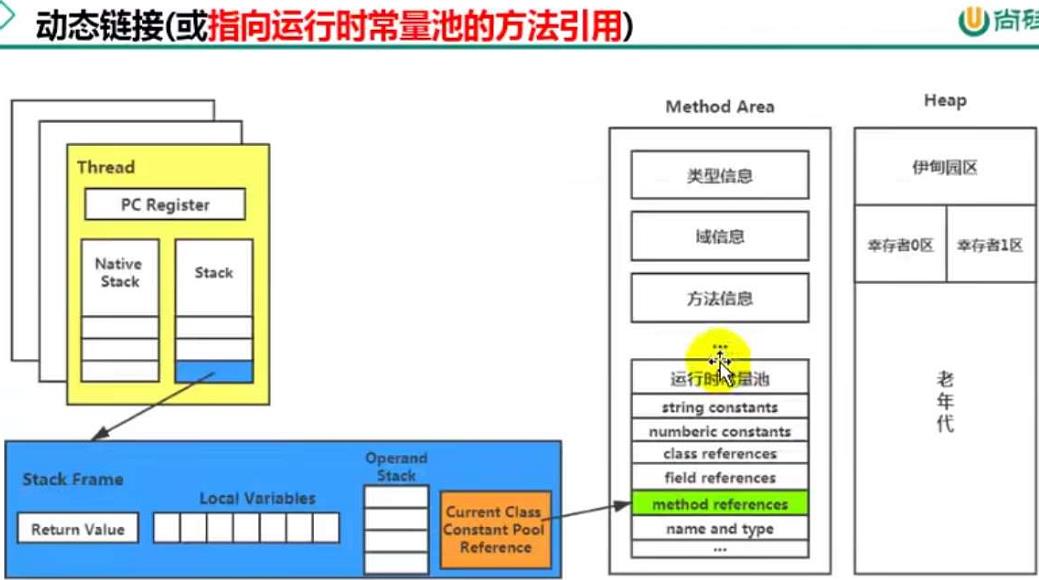 动态链接(或指向运行时常量池的方法引用)
尚硅
Thread
PC Register
Native
Stack
Stack
Stack Frame
Return Value
Local Variables
Operand
Stack
Current Class
Constant Pool
Reference
Method Area
类型信息
域信息
方法信息
...
运行时常量池
string constants
numberic constants
class references
field references
method references
name and type
...
Heap
伊甸园区
幸存者0区
幸存者1区
老
年
代